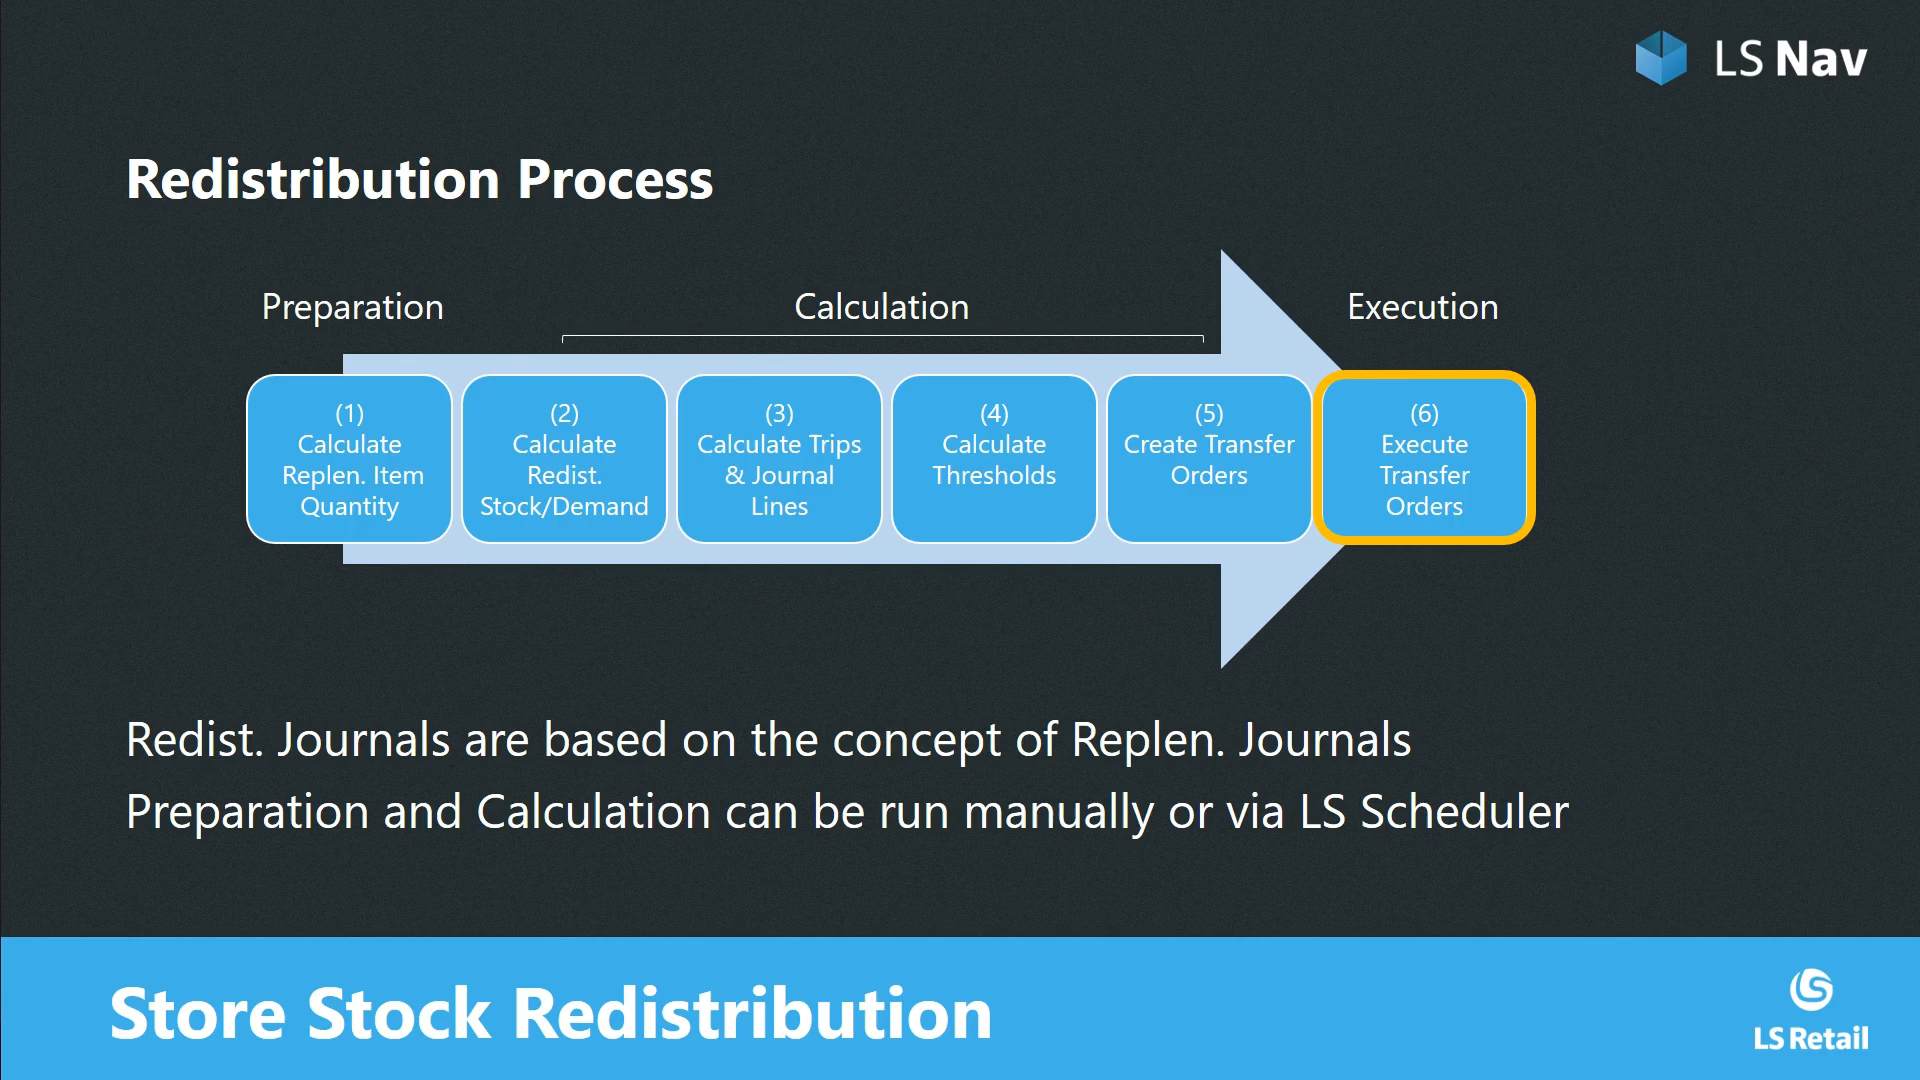 LS Nav
Redistribution Process
Preparation
Calculation
Execution
(1)
Calculate
Replen. Item
Quantity
(2)
Calculate
Redist.
Stock/Demand
(3)
Calculate Trips
& Journal
Lines
(4)
Calculate
Thresholds
(5)
Create Transfer
Orders
(6)
Execute
Transfer
Orders
Redist. Journals are based on the concept of Replen. Journals
Preparation and Calculation can be run manually or via LS Scheduler
Store Stock Redistribution
LS Retail